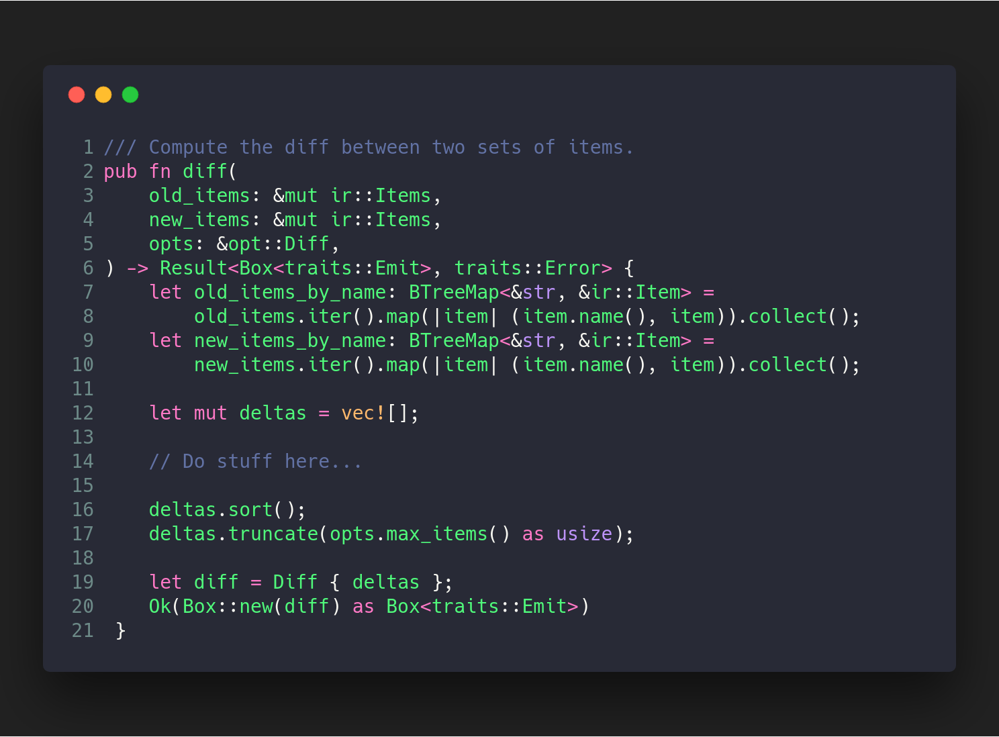 1 /// Compute the diff between two sets of items.
2 pub fn diff(
3     old_items: &mut ir::Items,
4     new_items: &mut ir::Items,
5     opts: &opt::Diff,
6 ) -> Result<Box<traits::Emit>, traits::Error> {
7     let old_items_by_name: BTreeMap<&str, &ir::Item> =
8         old_items.iter().map(|item| (item.name(), item)).collect();
9     let new_items_by_name: BTreeMap<&str, &ir::Item> =
10         new_items.iter().map(|item| (item.name(), item)).collect();
11
12     let mut deltas = vec![];
13
14     // Do stuff here...
15
16     deltas.sort();
17     deltas.truncate(opts.max_items() as usize);
18
19     let diff = Diff { deltas };
20     Ok(Box::new(diff) as Box<traits::Emit>)
21  }